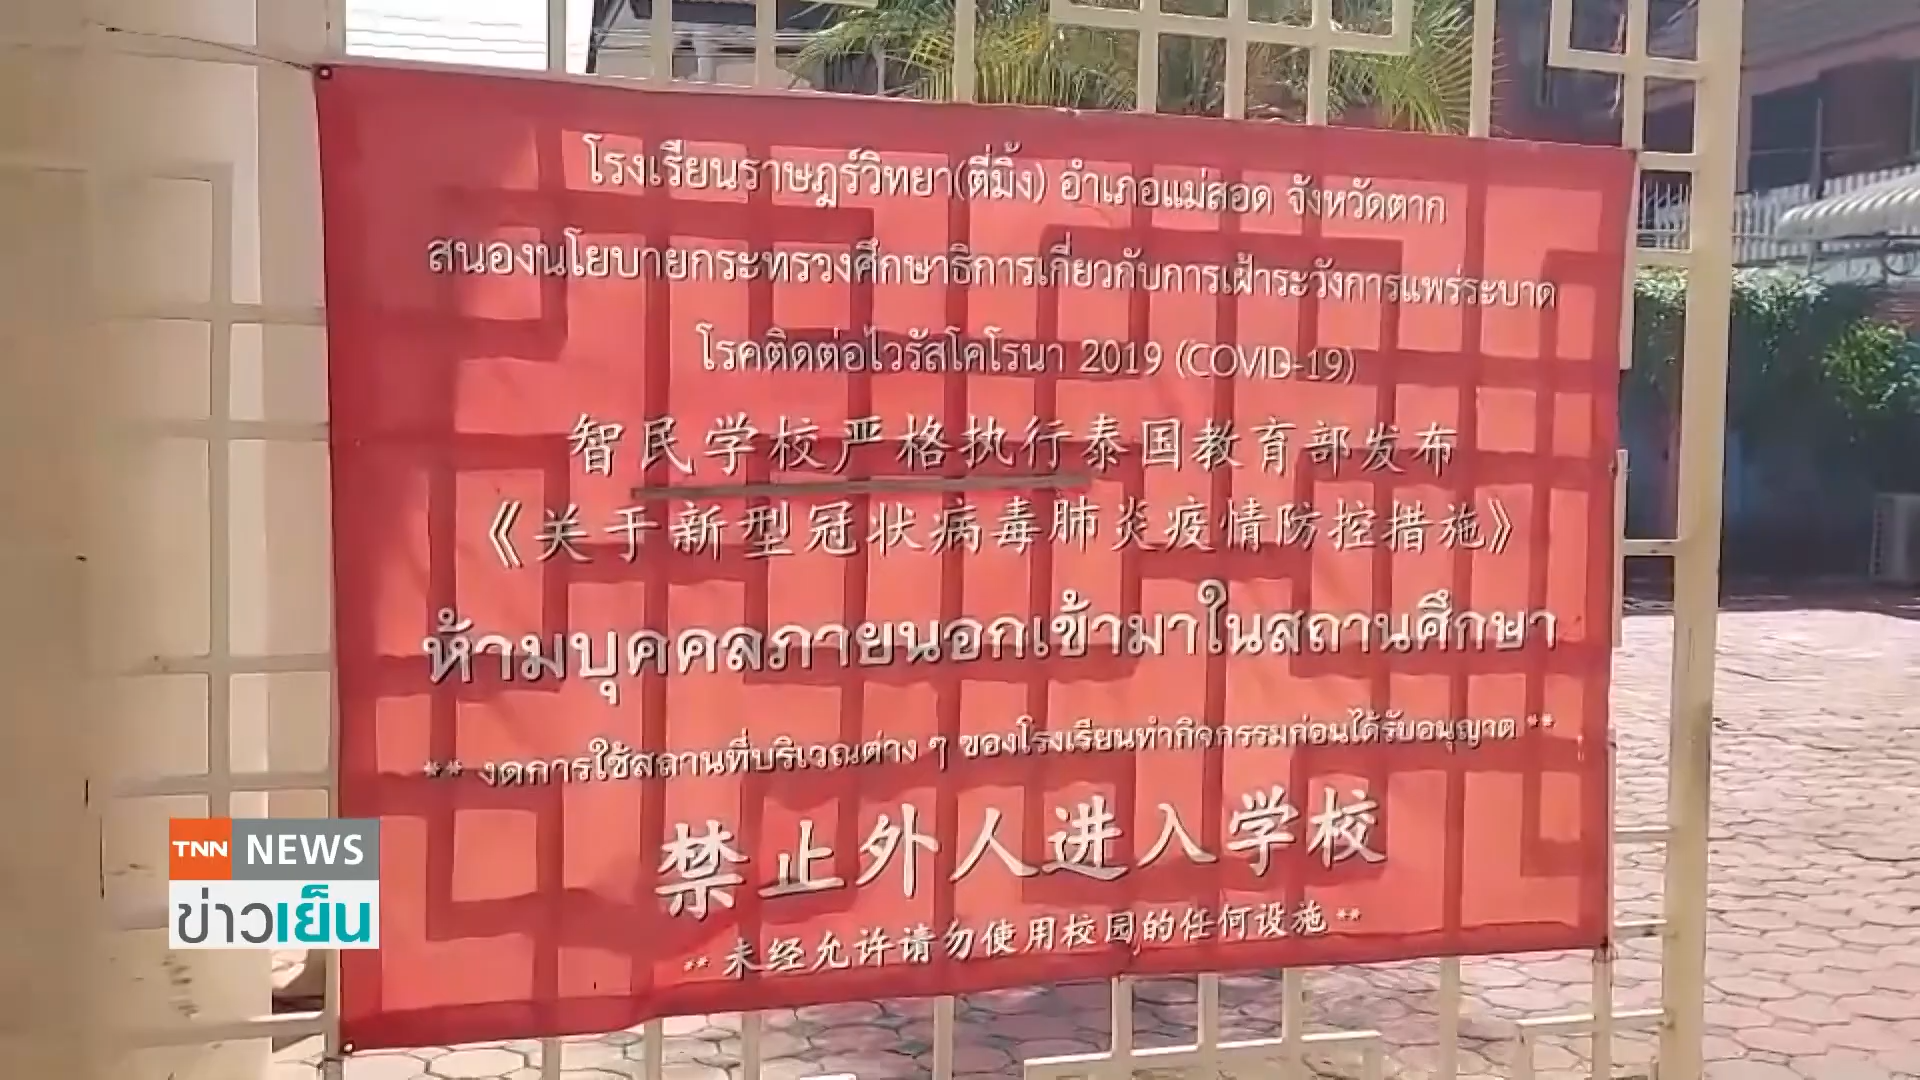 โรงเรียนราษฎร์วิทยา(ตี่มิ้ง) อำเภอแม่สอด จังหวัดตาก
สนองนโยบายกระทรวงศึกษาธิการเกี่ยวกับการเฝ้าระวังการแพร่ระบาด
โรคติดต่อไวรัสโคโรนา 2019 (COVID-19)
智民学校严格执行泰国教育部发布
《关于新型冠状病毒肺炎疫情防控措施》
ห้ามบุคคลภายนอกเข้ามาในสถานศึกษา
** งดการใช้สถานที่บริเวณต่าง ๆ ของโรงเรียนทำกิจกรรมก่อนได้รับอนุญาต **
禁止外人进入学校
** 未经允许请勿使用校园的任何设施 **
TNN NEWS
ข่าวเย็น